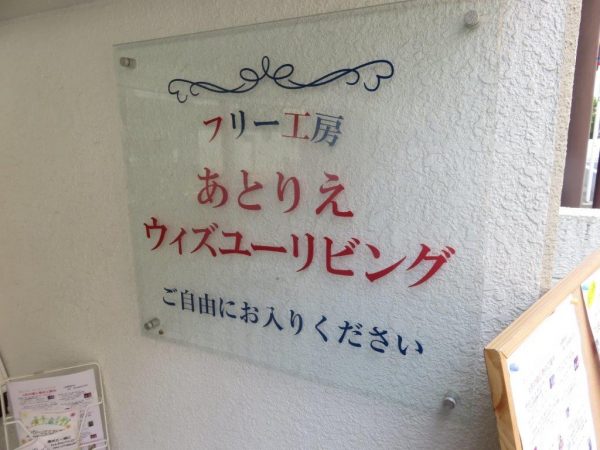 フリー工房
あとりえ
ウィズユーリビング
ご自由にお入りください